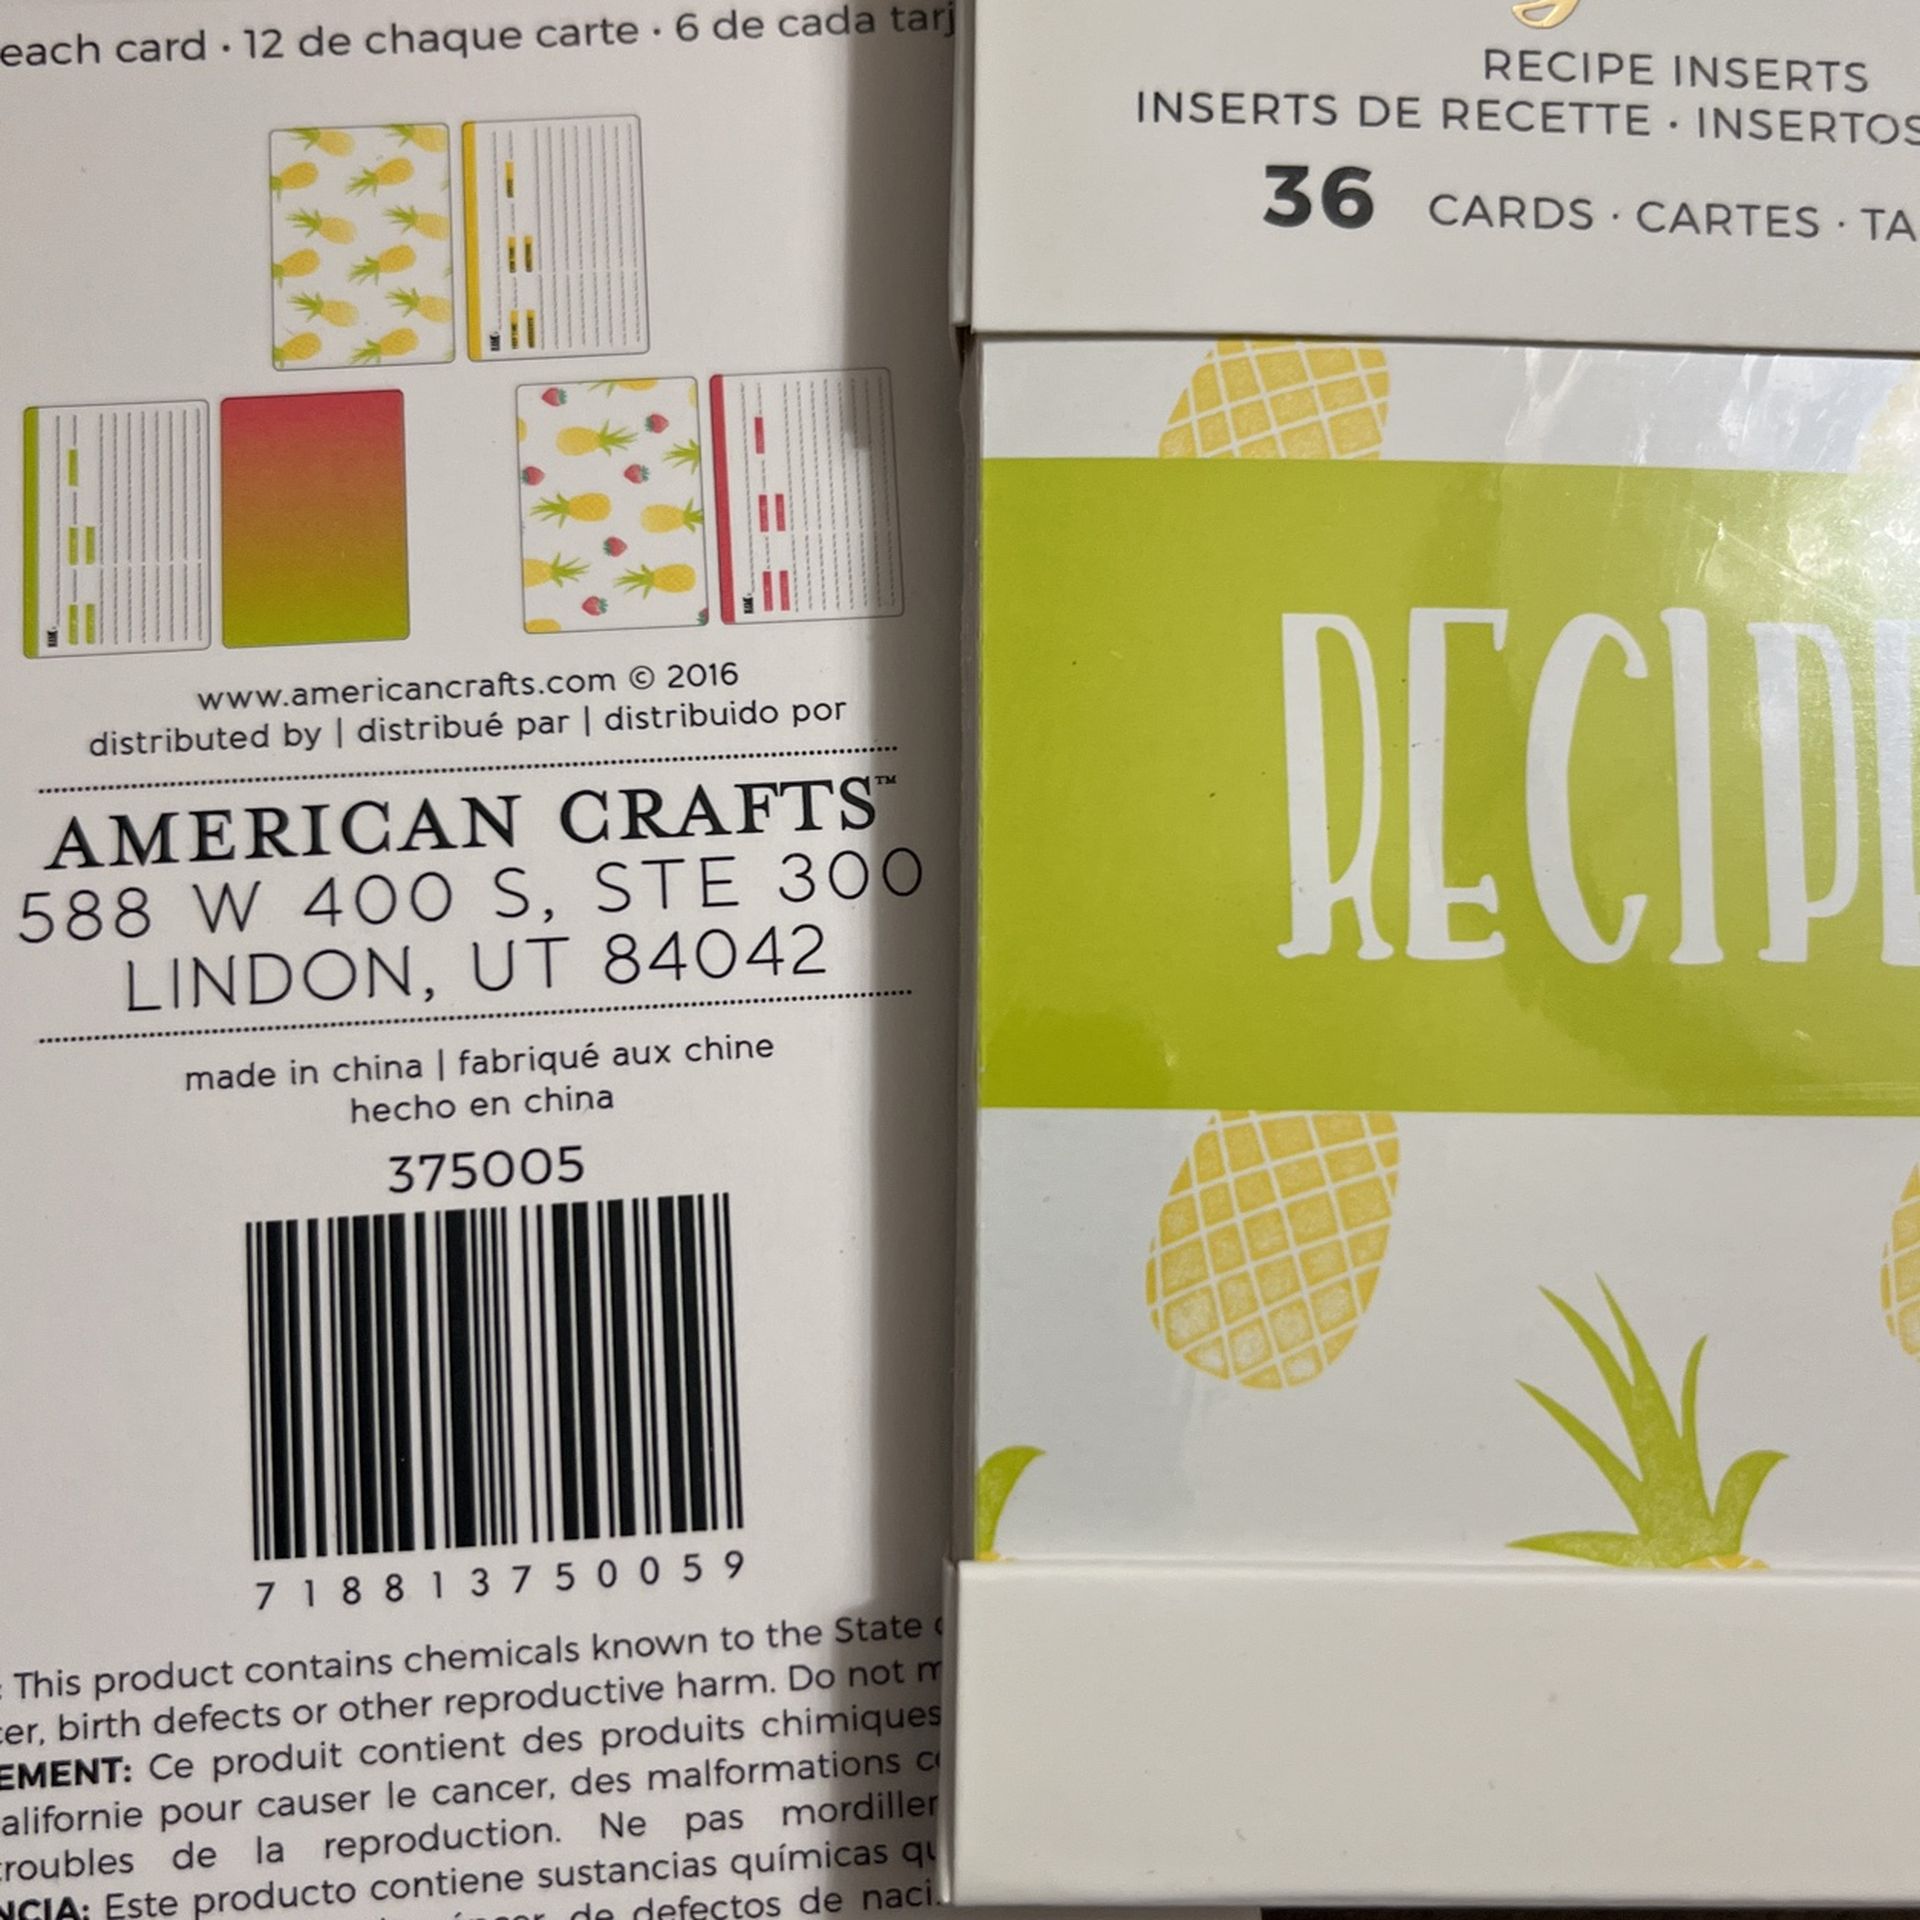 each card · 12 de chaque carte · 6 de cada
www.americancrafts.com © 2016
distributed by | distribué par | distribuido por
AMERICAN CRAFTS™
588 W 400 S, STE 300
LINDON, UT 84042
made in china | fabriqué aux chine
hecho en china
375005
7 1 8 8 1 3 7 5 0 0 5 9
This product contains chemicals known to the State
birth defects or other reproductive harm. Do not
Ce produit contient des produits chimiques
pour causer le cancer, des malformations
de la reproduction. Ne pas mordiller
Este producto contiene sustancias químicas
de defectos de
RECIPE INSERTS
INSERTS DE RECETTE · INSERTOS
36 CARDS · CARTES ·
RECIPE